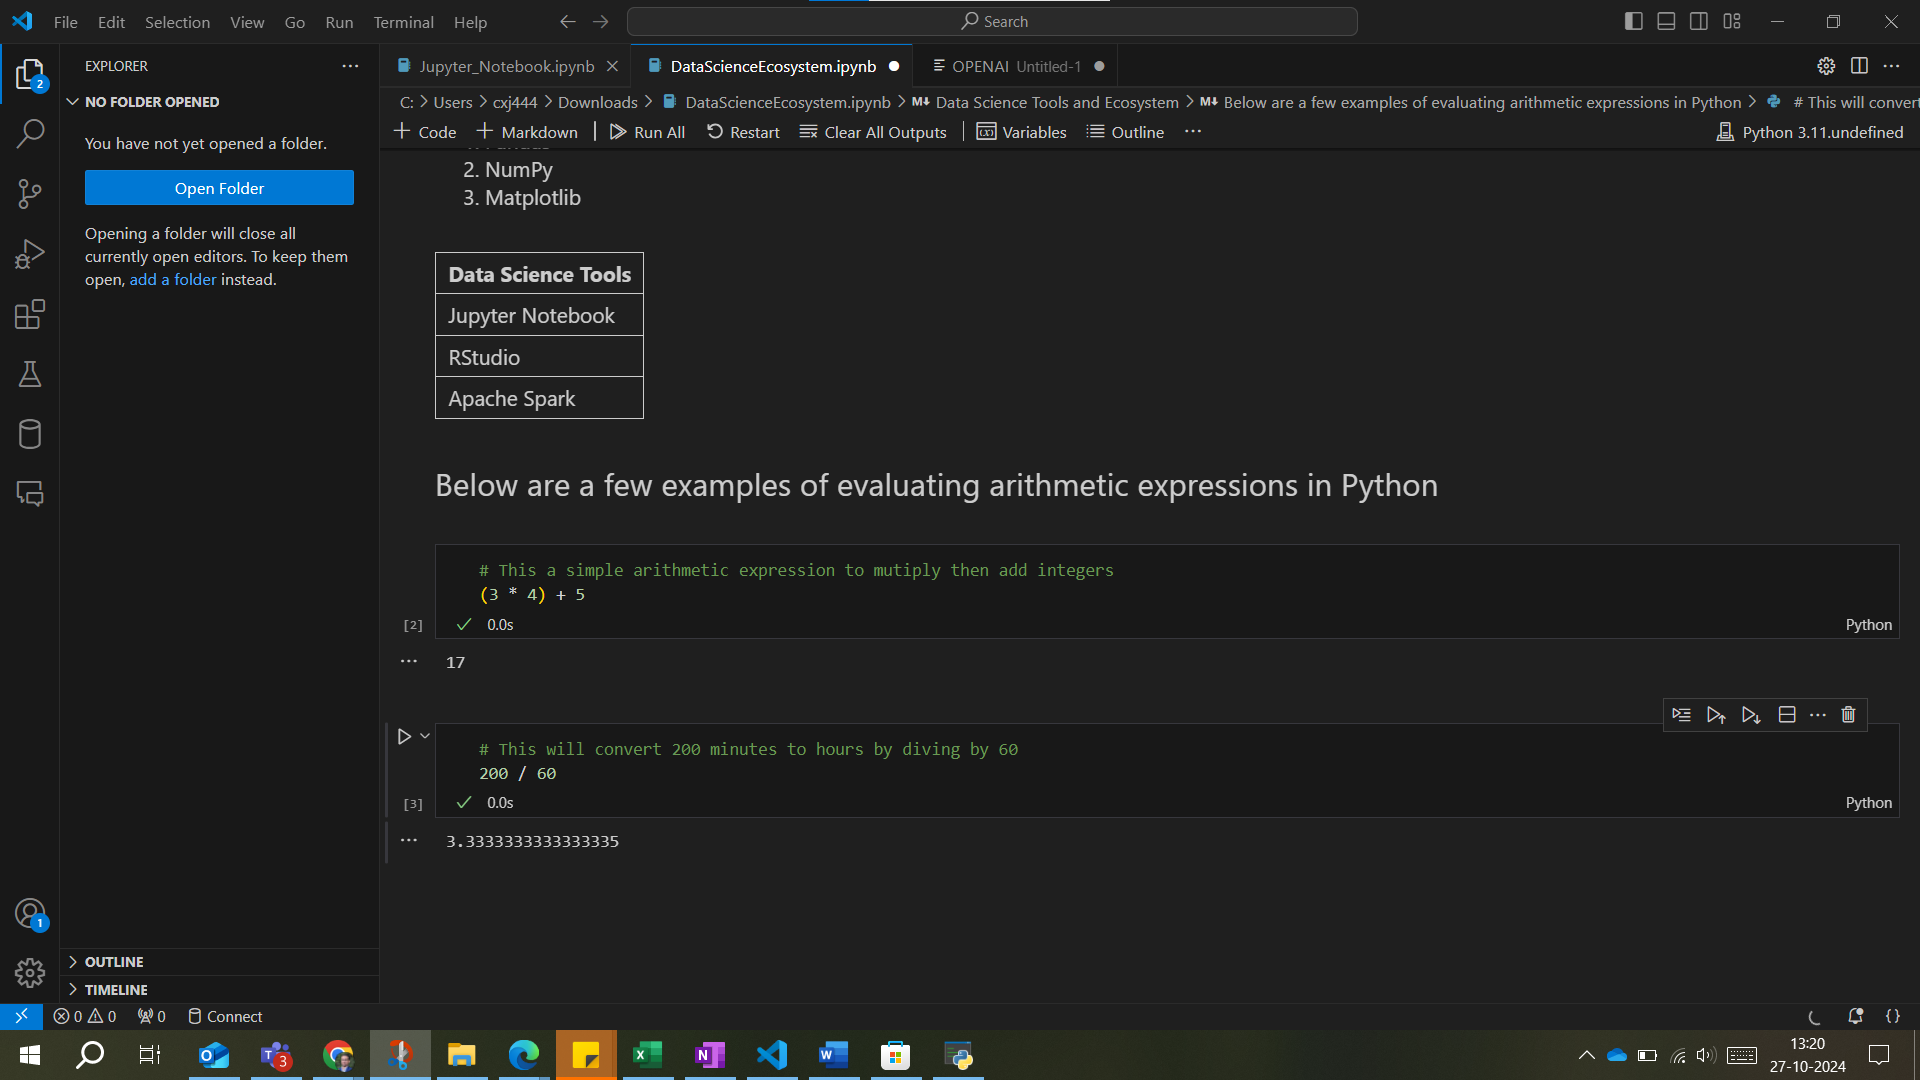 File Edit Selection View Go Run Terminal Help
Search
EXPLORER
2
NO FOLDER OPENED
You have not yet opened a folder.
Open Folder
Opening a folder will close all
currently open editors. To keep them
open, add a folder instead.
OUTLINE
TIMELINE
1
Jupyter_Notebook.ipynb
DataScienceEcosystem.ipynb
OPENAI Untitled-1
C: > Users > cxj444 > Downloads > DataScienceEcosystem.ipynb > M↓ Data Science Tools and Ecosystem > M↓ Below are a few examples of evaluating arithmetic expressions in Python > # This will convert
+ Code + Markdown Run All Restart Clear All Outputs Variables Outline ...
Python 3.11.undefined
2. NumPy
3. Matplotlib
Data Science Tools
Jupyter Notebook
RStudio
Apache Spark
Below are a few examples of evaluating arithmetic expressions in Python
# This a simple arithmetic expression to mutiply then add integers
(3 * 4) + 5
[2] 0.0s Python
17
# This will convert 200 minutes to hours by diving by 60
200 / 60
[3] 0.0s Python
3.3333333333333335
0 0 0 Connect
3
13:20
27-10-2024